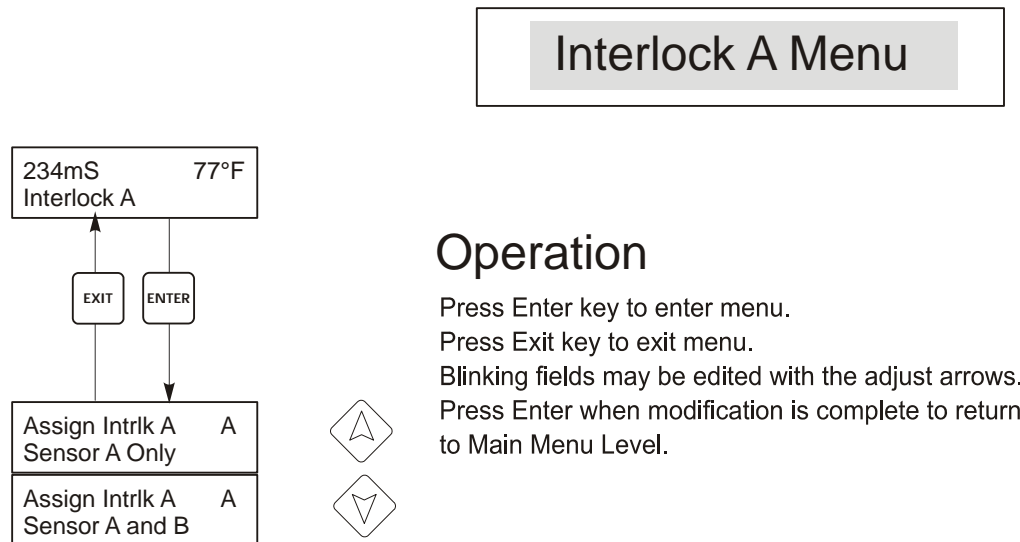 Interlock A Menu
234mS 77°F
Interlock A
EXIT
ENTER
Assign Intrlk A A
Sensor A Only
Assign Intrlk A A
Sensor A and B
Operation
Press Enter key to enter menu.
Press Exit key to exit menu.
Blinking fields may be edited with the adjust arrows.
Press Enter when modification is complete to return
to Main Menu Level.